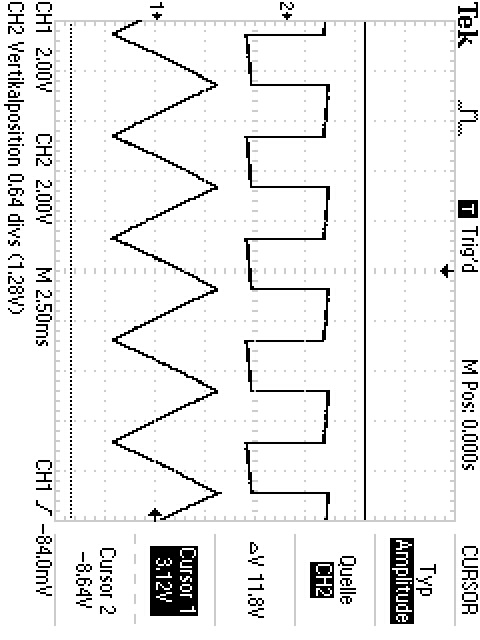 Tek T Trig'd M Pos: 0.000s CURSOR
Typ
Amplitude
Quelle
CH2
ΔV 11.8V
Cursor 1
3.12V
Cursor 2
-8.64V
2
1
CH1 2.00V CH2 2.00V M 2.50ms CH1 / -84.0mV
CH2 Vertikalposition 0.64 divs (1.28V)